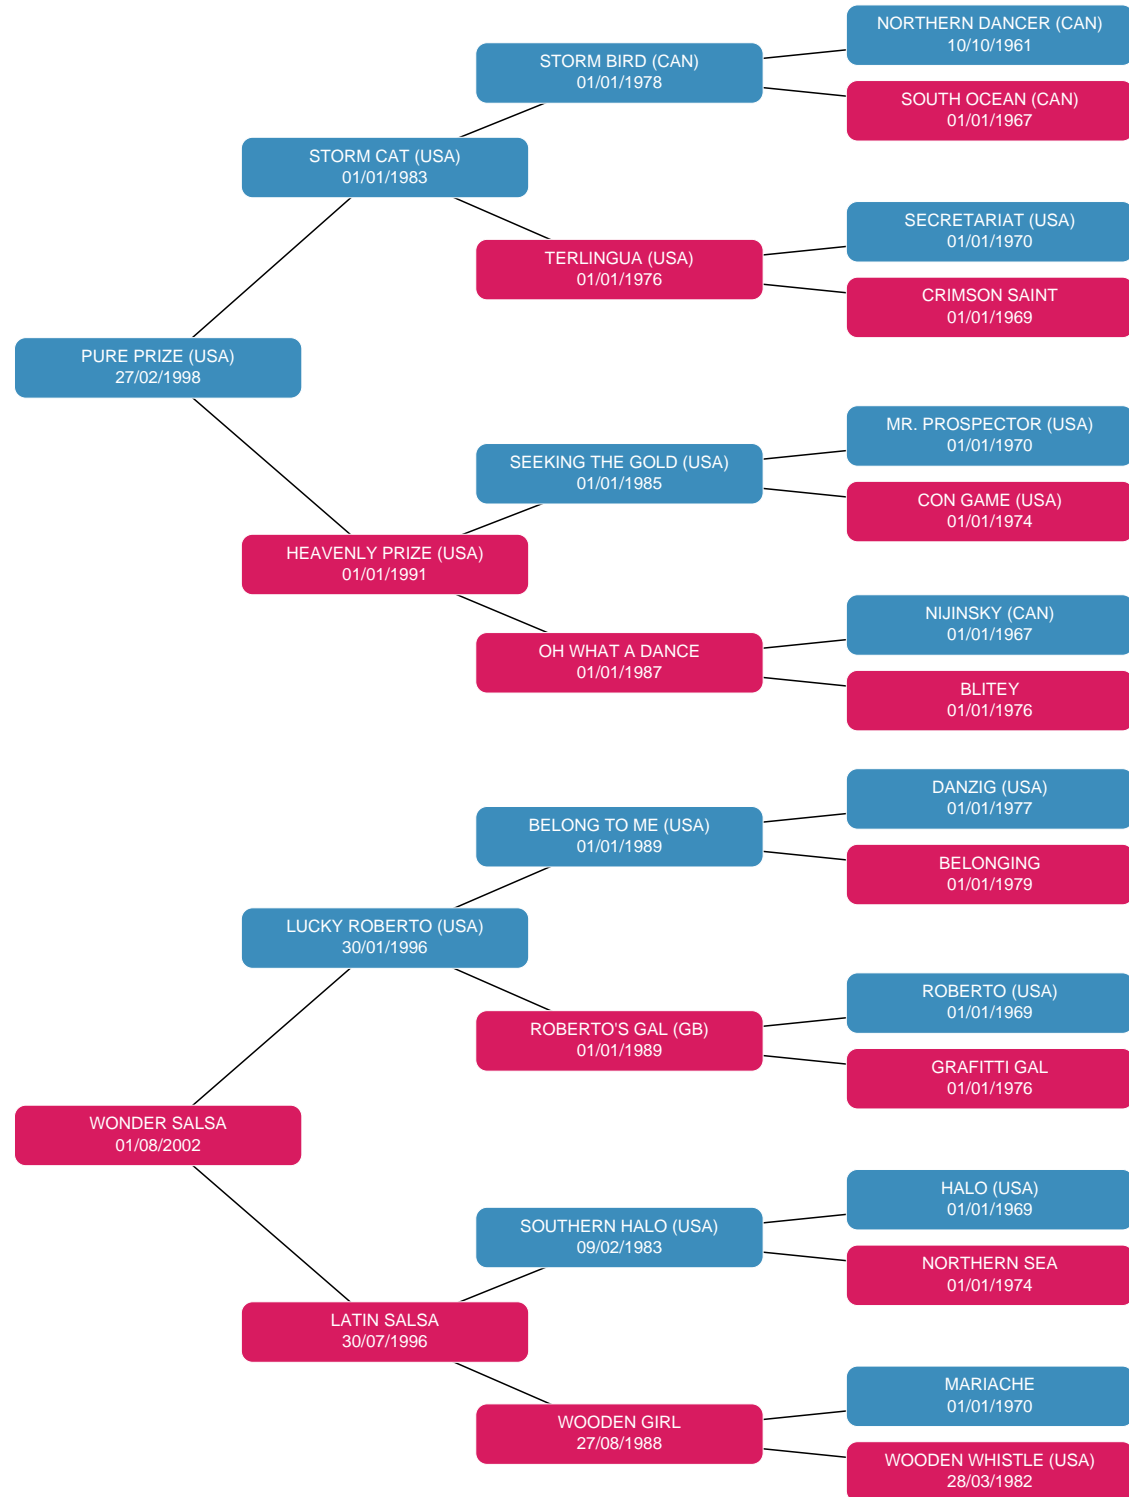 NORTHERN DANCER (CAN)
10/10/1961
STORM BIRD (CAN)
01/01/1978
SOUTH OCEAN (CAN)
01/01/1967
STORM CAT (USA)
01/01/1983
SECRETARIAT (USA)
01/01/1970
TERLINGUA (USA)
01/01/1976
CRIMSON SAINT
01/01/1969
PURE PRIZE (USA)
27/02/1998
MR. PROSPECTOR (USA)
01/01/1970
SEEKING THE GOLD (USA)
01/01/1985
CON GAME (USA)
01/01/1974
HEAVENLY PRIZE (USA)
01/01/1991
NIJINSKY (CAN)
01/01/1967
OH WHAT A DANCE
01/01/1987
BLITEY
01/01/1976
DANZIG (USA)
01/01/1977
BELONG TO ME (USA)
01/01/1989
BELONGING
01/01/1979
LUCKY ROBERTO (USA)
30/01/1996
ROBERTO (USA)
01/01/1969
ROBERTO'S GAL (GB)
01/01/1989
GRAFITTI GAL
01/01/1976
WONDER SALSA
01/08/2002
HALO (USA)
01/01/1969
SOUTHERN HALO (USA)
09/02/1983
NORTHERN SEA
01/01/1974
LATIN SALSA
30/07/1996
MARIACHE
01/01/1970
WOODEN GIRL
27/08/1988
WOODEN WHISTLE (USA)
28/03/1982